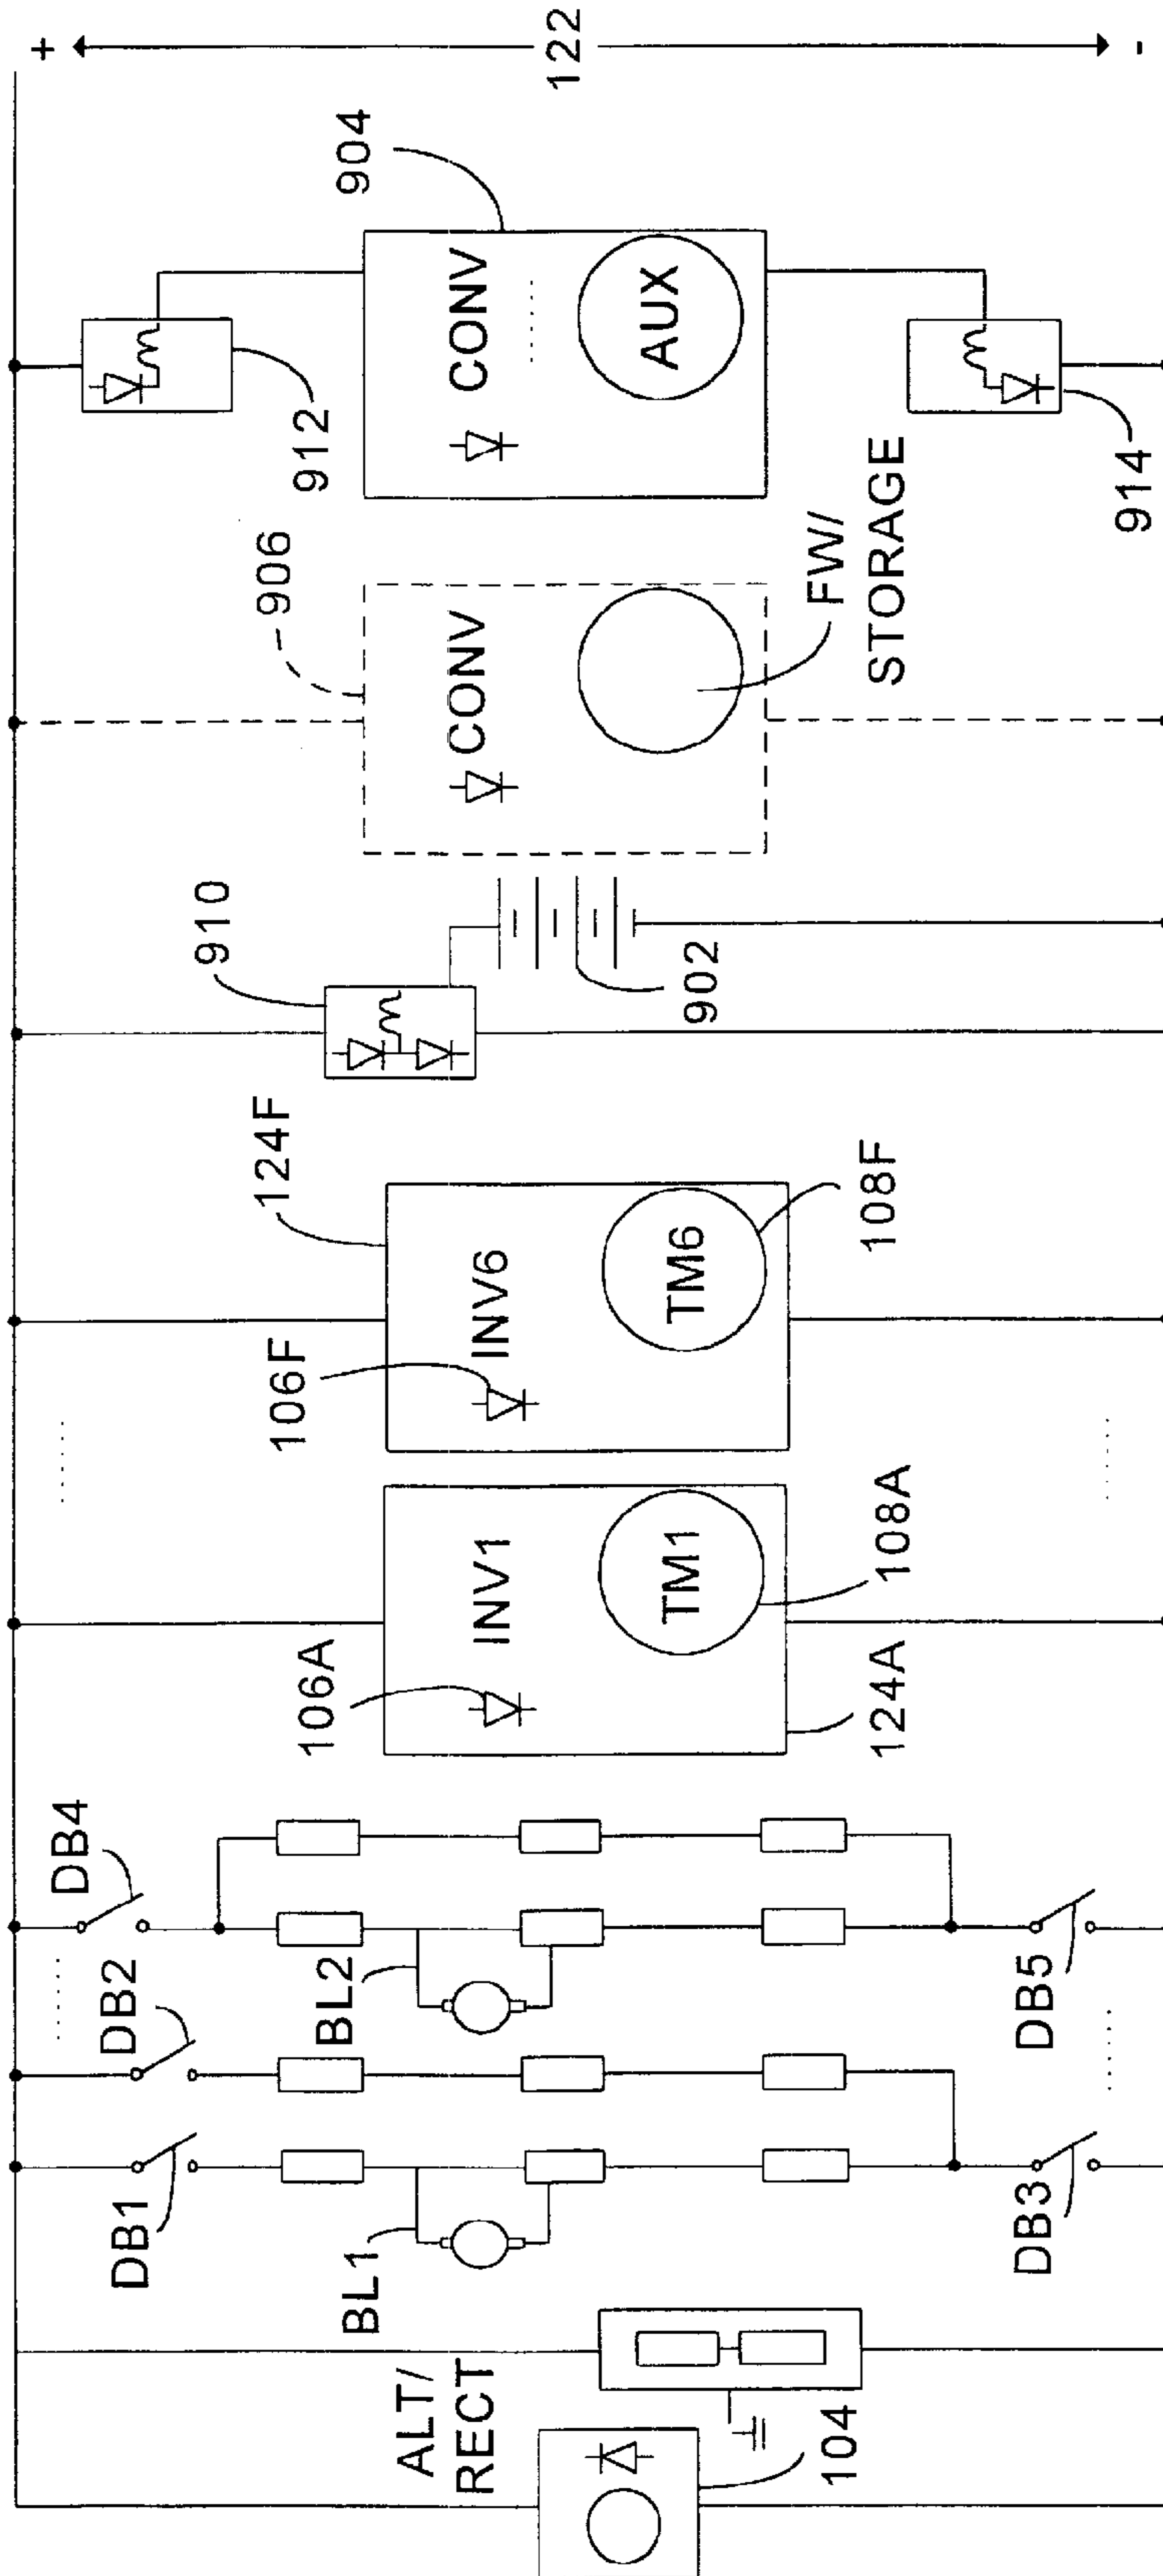 ALT/
RECT
104
DB1
BL1
DB3
DB2
BL2
DB4
DB5
106A
INV1
TM1
108A
124A
106F
INV6
TM6
108F
124F
910
902
906
CONV
FW/
STORAGE
912
CONV
.....
AUX
904
914
+
122
-